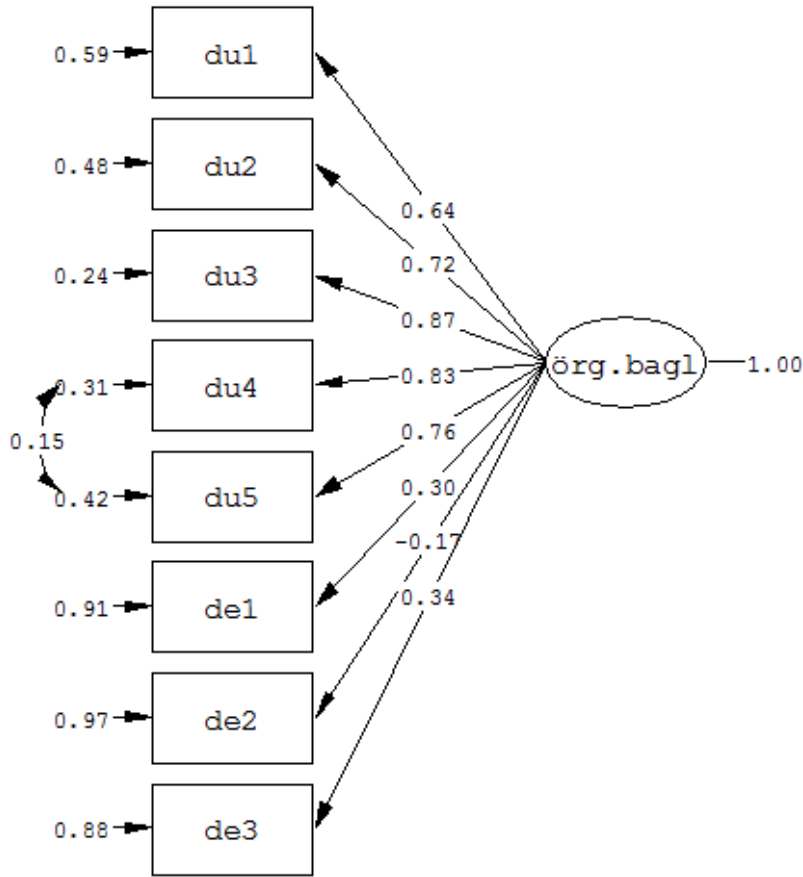 0.59 du1
0.48 du2
0.64
0.72
0.24 du3
0.87
0.31 du4
0.83
örg.bagl 1.00
0.15
0.76
0.42 du5
0.30
-0.17
0.91 de1
0.34
0.97 de2
0.88 de3